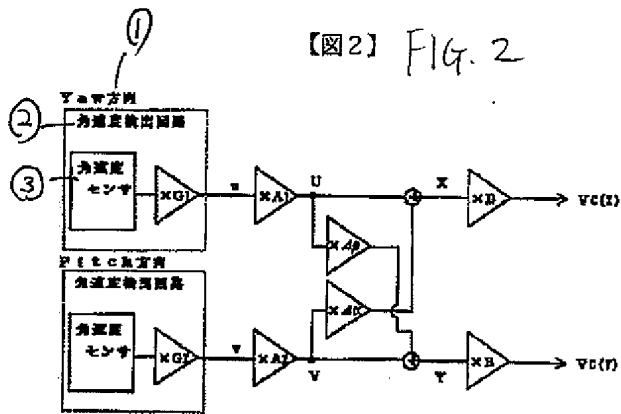 【図2】 FIG. 2
①
Yaw方向
② 角速度検出回路
③ 角速度
センサ
×G1
u
×A1
U
X
×B
VC(X)
×Aβ
Pitch方向
角速度検出回路
×Aα
角速度
センサ
×G2
v
×A2
V
Y
×B
VC(Y)